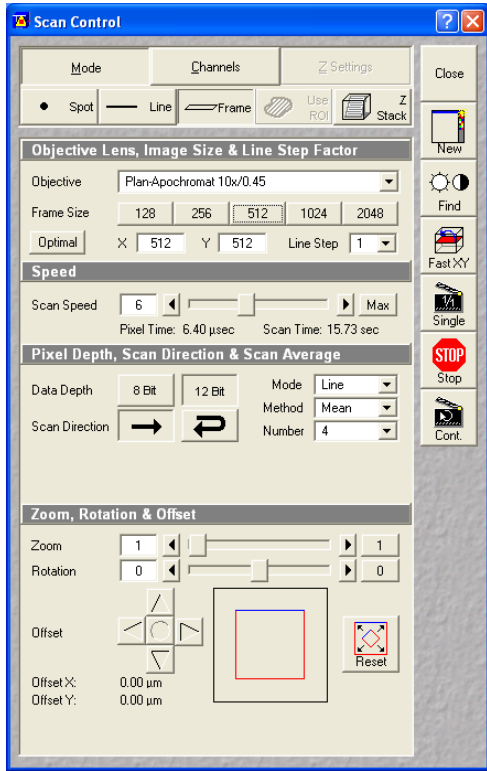 Scan Control
Mode Channels Z Settings Close
Spot Line Frame Use ROI Z Stack
New
Objective Lens, Image Size & Line Step Factor
Objective Plan-Apochromat 10x/0.45
Find
Frame Size 128 256 512 1024 2048
Optimal X 512 Y 512 Line Step 1
Fast XY
Speed
Scan Speed 6 Max
1/1
Single
Pixel Time: 6.40 µsec Scan Time: 15.73 sec
Pixel Depth, Scan Direction & Scan Average
STOP
Stop
Data Depth 8 Bit 12 Bit Mode Line
Method Mean
Scan Direction Number 4
Cont.
Zoom, Rotation & Offset
Zoom 1 1
Rotation 0 0
Offset
Reset
Offset X: 0.00 µm
Offset Y: 0.00 µm